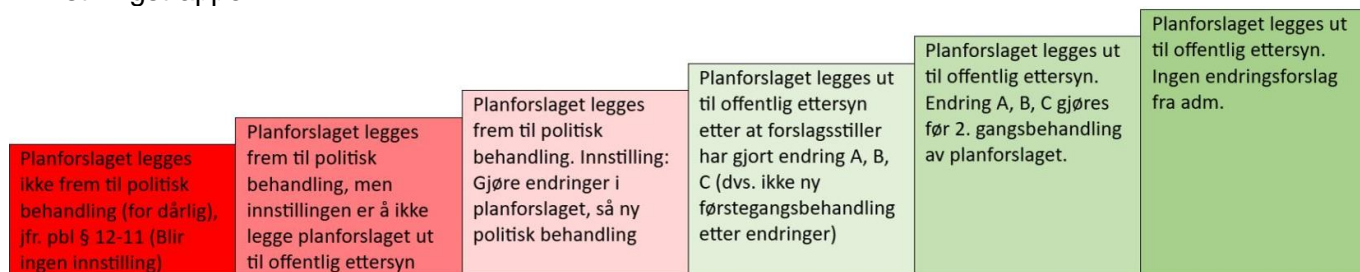 Planforslaget legges
ikke frem til politisk
behandling (for dårlig),
jfr. pbl § 12-11 (Blir
ingen innstilling)
Planforslaget legges
frem til politisk
behandling, men
innstillingen er å ikke
legge planforslaget ut
til offentlig ettersyn
Planforslaget legges
frem til politisk
behandling. Innstilling:
Gjøre endringer i
planforslaget, så ny
politisk behandling
Planforslaget legges ut
til offentlig ettersyn
etter at forslagsstiller
har gjort endring A, B,
C (dvs. ikke ny
førstegangsbehandling
etter endringer)
Planforslaget legges ut
til offentlig ettersyn.
Endring A, B, C gjøres
før 2. gangsbehandling
av planforslaget.
Planforslaget legges ut
til offentlig ettersyn.
Ingen endringsforslag
fra adm.